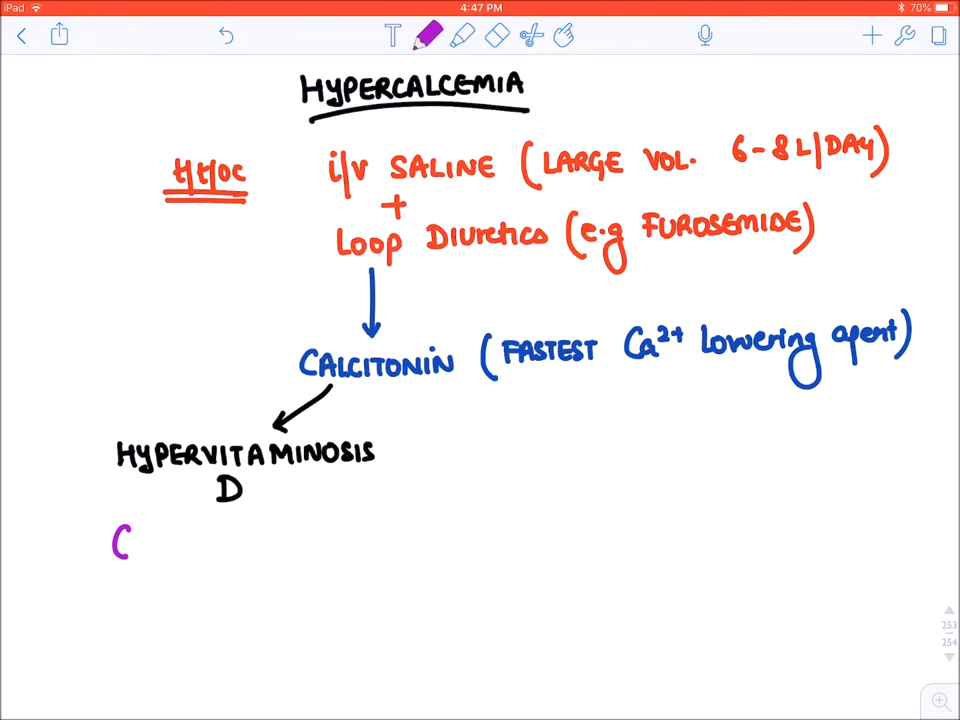 iPad
4:47 PM
70%
T
HYPERCALCEMIA
i/v SALINE (LARGE VOL. 6-8 L/DAY)
+
LOOP DIURETICS (e.g FUROSEMIDE)
CALCITONIN (FASTEST Ca²⁺ lowering agent)
HYPERVITAMINOSIS
D
C
253
254